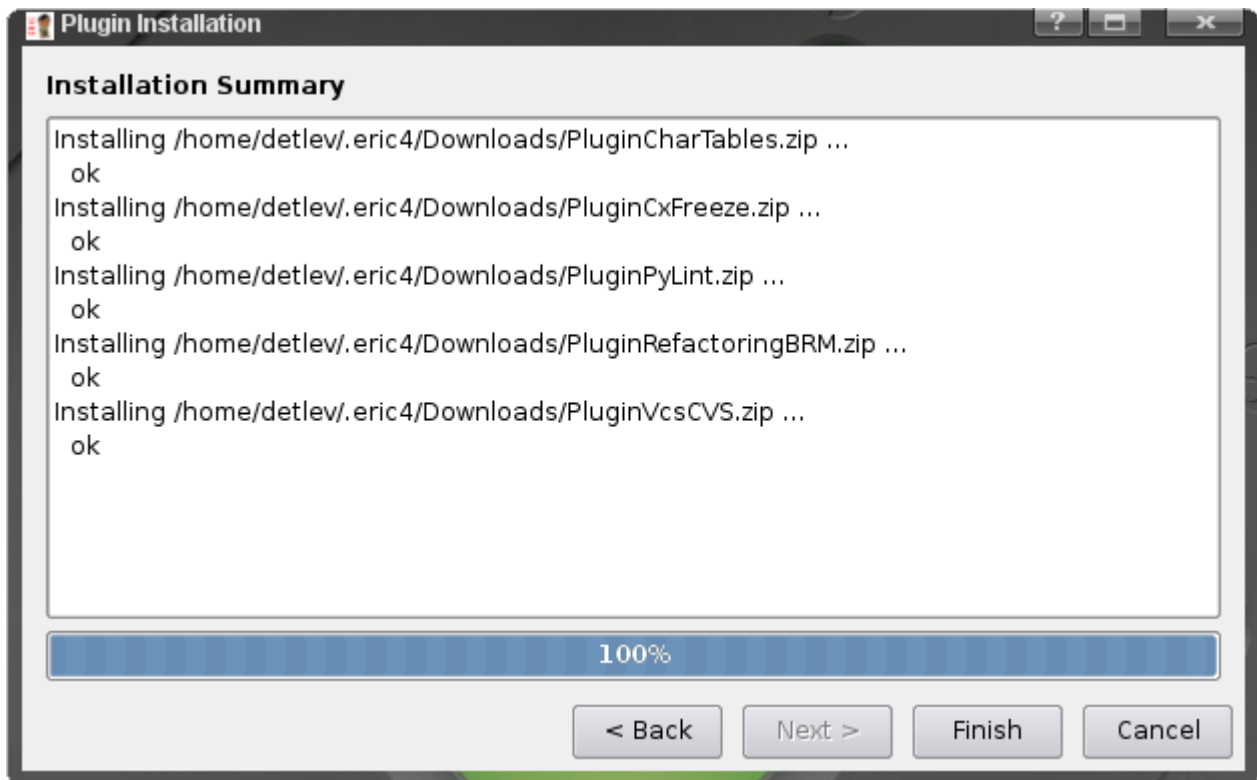 Plugin Installation
Installation Summary
Installing /home/detlev/.eric4/Downloads/PluginCharTables.zip ...
ok
Installing /home/detlev/.eric4/Downloads/PluginCxFreeze.zip ...
ok
Installing /home/detlev/.eric4/Downloads/PluginPyLint.zip ...
ok
Installing /home/detlev/.eric4/Downloads/PluginRefactoringBRM.zip ...
ok
Installing /home/detlev/.eric4/Downloads/PluginVcsCVS.zip ...
ok
100%
< Back Next > Finish Cancel